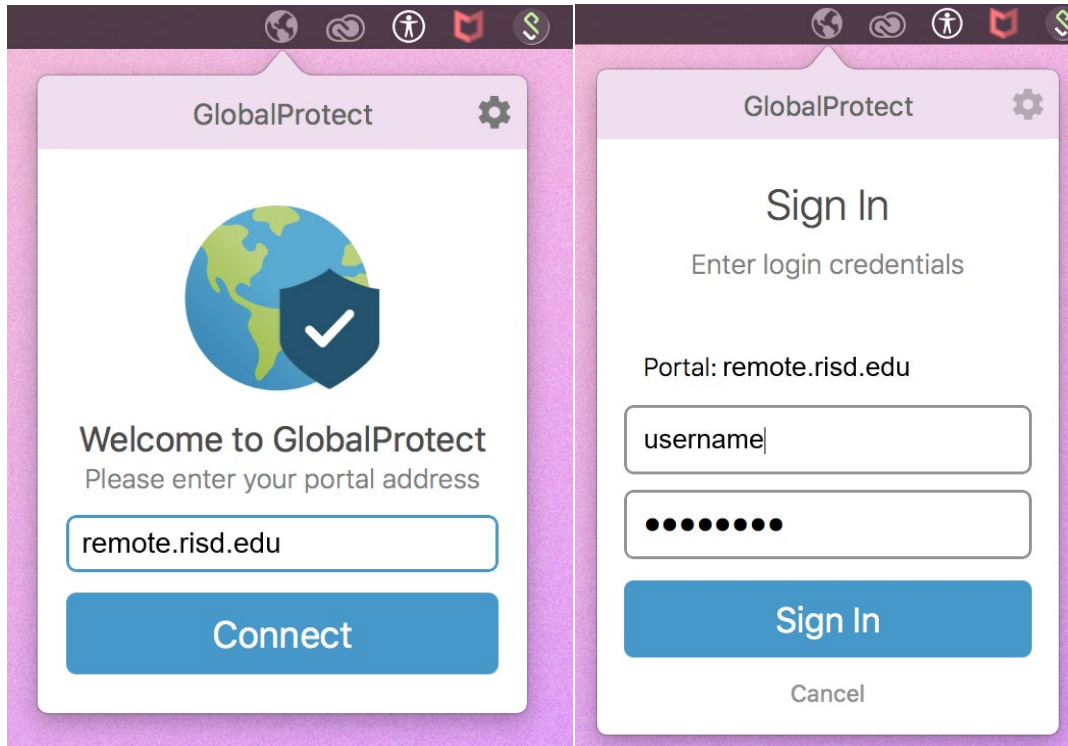 GlobalProtect
Welcome to GlobalProtect
Please enter your portal address
remote.risd.edu
Connect
GlobalProtect
Sign In
Enter login credentials
Portal: remote.risd.edu
username
●●●●●●●●
Sign In
Cancel